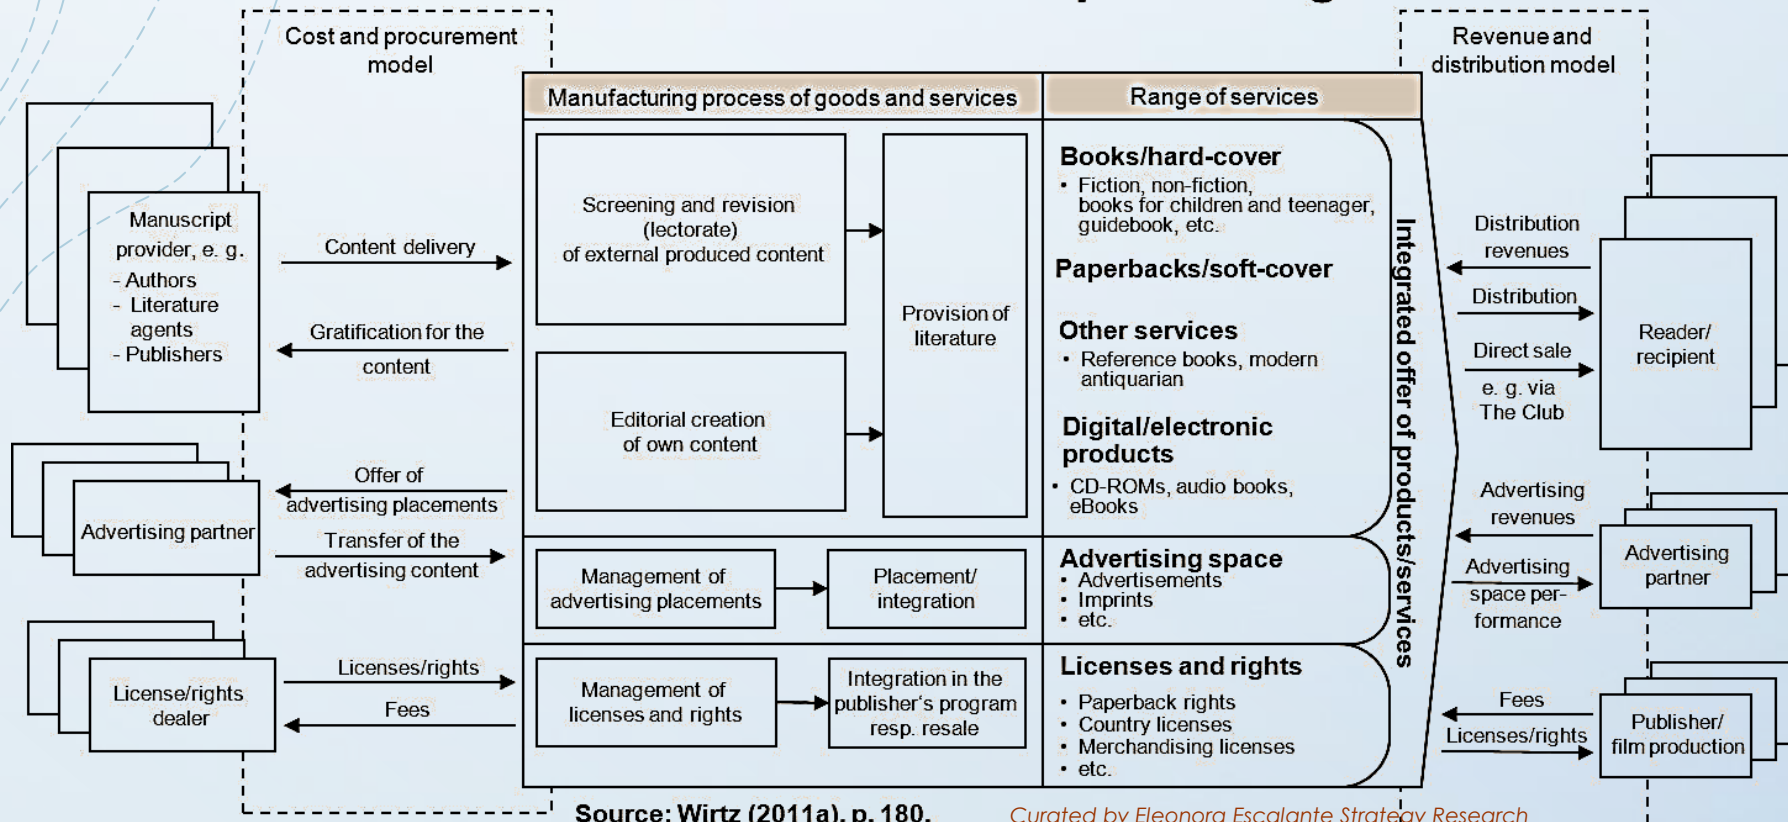 Cost and procurement
model
Revenue and
distribution model
Manufacturing process of goods and services
Range of services
Manuscript
provider, e. g.
- Authors
- Literature
agents
- Publishers
Content delivery
Gratification for the
content
Screening and revision
(lectorate)
of external produced content
Editorial creation
of own content
Provision of
literature
Books/hard-cover
• Fiction, non-fiction,
books for children and teenager,
guidebook, etc.
Paperbacks/soft-cover
Other services
• Reference books, modern
antiquarian
Digital/electronic
products
• CD-ROMs, audio books,
eBooks
Integrated offer of products/services
Distribution
revenues
Distribution
Direct sale
e. g. via
The Club
Reader/
recipient
Advertising partner
Offer of
advertising placements
Transfer of the
advertising content
Management of
advertising placements
Placement/
integration
Advertising space
• Advertisements
• Imprints
• etc.
Advertising
revenues
Advertising
space per-
formance
Advertising
partner
License/rights
dealer
Licenses/rights
Fees
Management of
licenses and rights
Integration in the
publisher's program
resp. resale
Licenses and rights
• Paperback rights
• Country licenses
• Merchandising licenses
• etc.
Fees
Licenses/rights
Publisher/
film production
Source: Wirtz (2011a), p. 180.
Curated by Eleonora Escalante Strategy Research